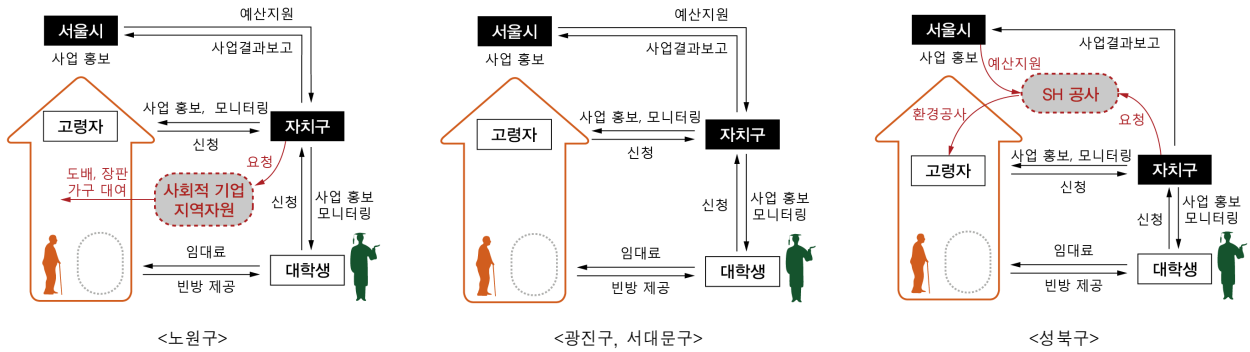 서울시
예산지원
사업결과보고
사업 홍보
고령자
사업 홍보, 모니터링
신청
자치구
요청
도배, 장판
가구 대여
사회적 기업
지역자원
신청
사업 홍보
모니터링
임대료
빈방 제공
대학생
<노원구>
서울시
예산지원
사업결과보고
사업 홍보
고령자
사업 홍보, 모니터링
신청
자치구
신청
사업 홍보
모니터링
임대료
빈방 제공
대학생
<광진구, 서대문구>
서울시
사업결과보고
사업 홍보
예산지원
SH 공사
환경공사
요청
고령자
사업 홍보, 모니터링
신청
자치구
신청
사업 홍보
모니터링
임대료
빈방 제공
대학생
<성북구>